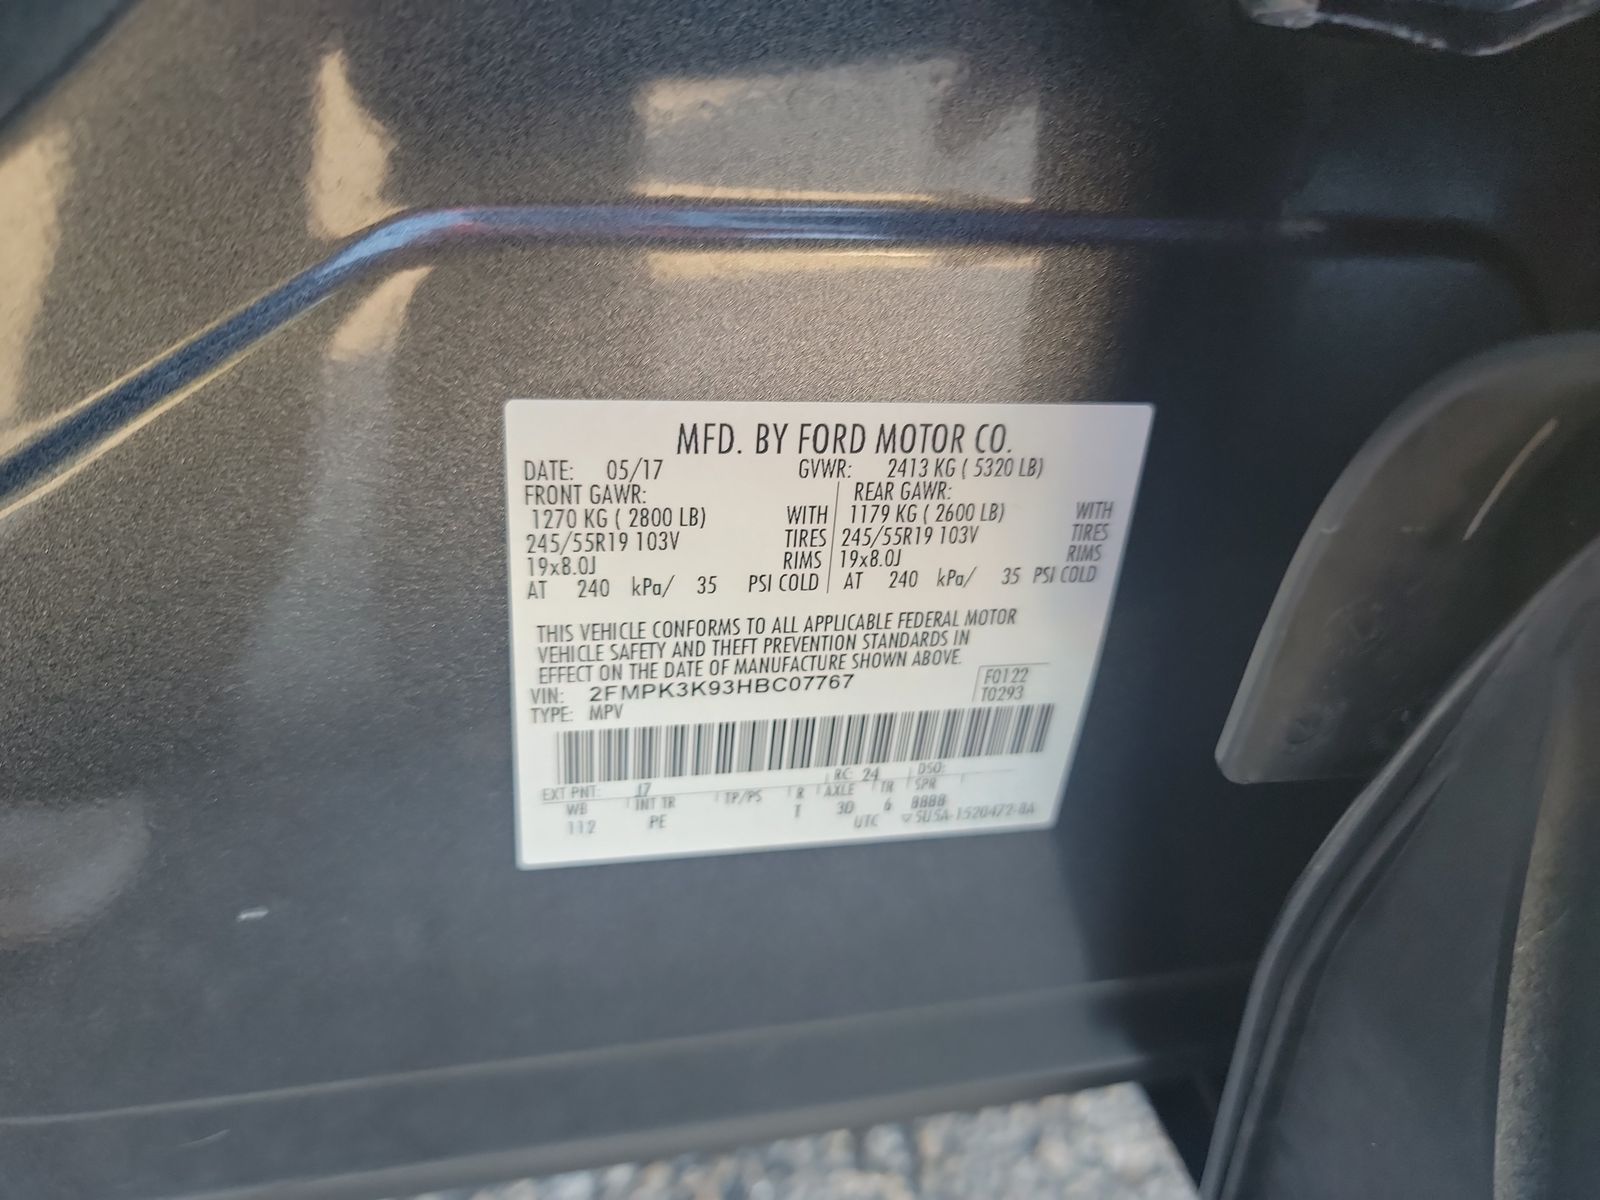 MFD. BY FORD MOTOR CO.
DATE: 05/17 GVWR: 2413 KG ( 5320 LB)
FRONT GAWR: REAR GAWR:
1270 KG ( 2800 LB) WITH 1179 KG ( 2600 LB) WITH
245/55R19 103V TIRES 245/55R19 103V TIRES
19x8.0J RIMS 19x8.0J RIMS
AT 240 kPa/ 35 PSI COLD AT 240 kPa/ 35 PSI COLD
THIS VEHICLE CONFORMS TO ALL APPLICABLE FEDERAL MOTOR
VEHICLE SAFETY AND THEFT PREVENTION STANDARDS IN
EFFECT ON THE DATE OF MANUFACTURE SHOWN ABOVE.
VIN: 2FMPK3K93HBC07767 F0122
TYPE: MPV T0293
EXT PNT: J7 RC: 24 DSO:
WB INT TR TP/PS R AXLE TR SPR
112 PE T 30 6 8888
UTC ▽ SU5A-1520472-BA